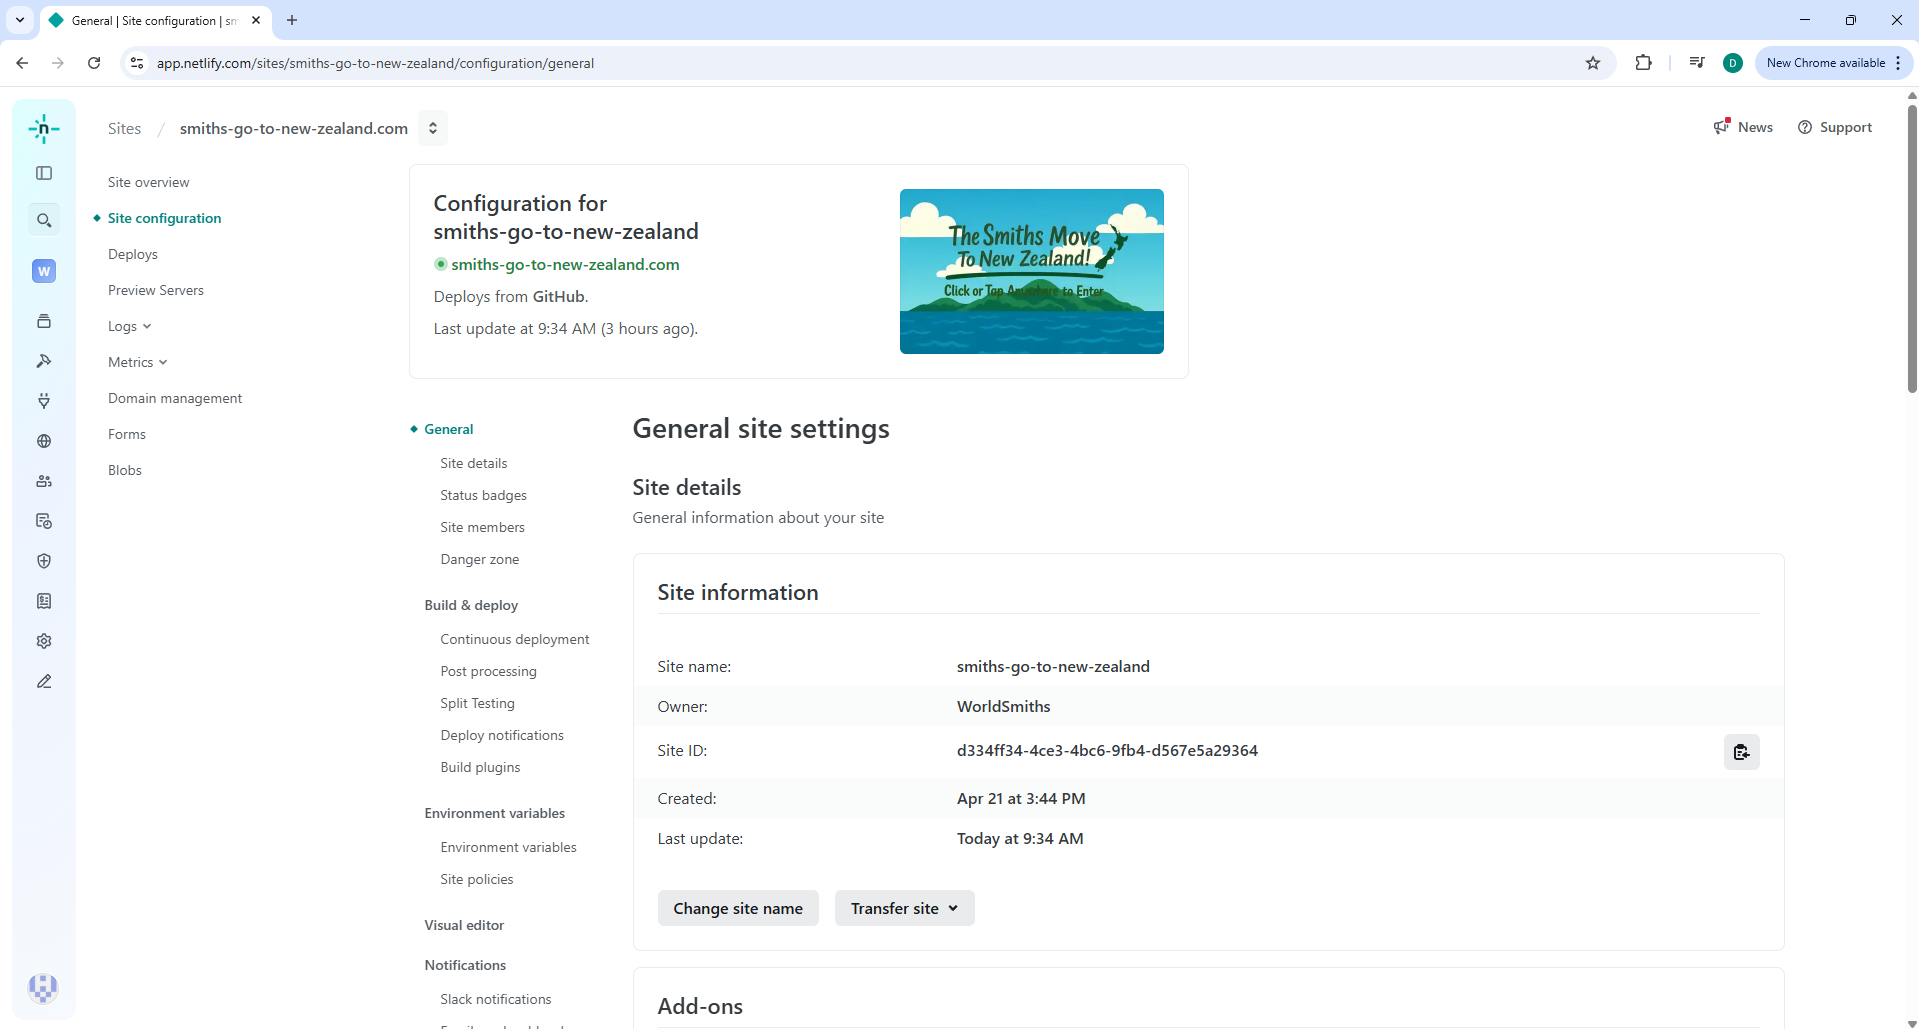 General | Site configuration | sm
app.netlify.com/sites/smiths-go-to-new-zealand/configuration/general
D
New Chrome available
n
W
Sites / smiths-go-to-new-zealand.com
News
Support
Site overview
Site configuration
Deploys
Preview Servers
Logs
Metrics
Domain management
Forms
Blobs
Configuration for
smiths-go-to-new-zealand
smiths-go-to-new-zealand.com
Deploys from GitHub.
Last update at 9:34 AM (3 hours ago).
The Smiths Move
To New Zealand!
Click or Tap Anywhere to Enter
General
Site details
Status badges
Site members
Danger zone
Build & deploy
Continuous deployment
Post processing
Split Testing
Deploy notifications
Build plugins
Environment variables
Environment variables
Site policies
Visual editor
Notifications
Slack notifications
General site settings
Site details
General information about your site
Site information
Site name: smiths-go-to-new-zealand
Owner: WorldSmiths
Site ID: d334ff34-4ce3-4bc6-9fb4-d567e5a29364
Created: Apr 21 at 3:44 PM
Last update: Today at 9:34 AM
Change site name
Transfer site
Add-ons